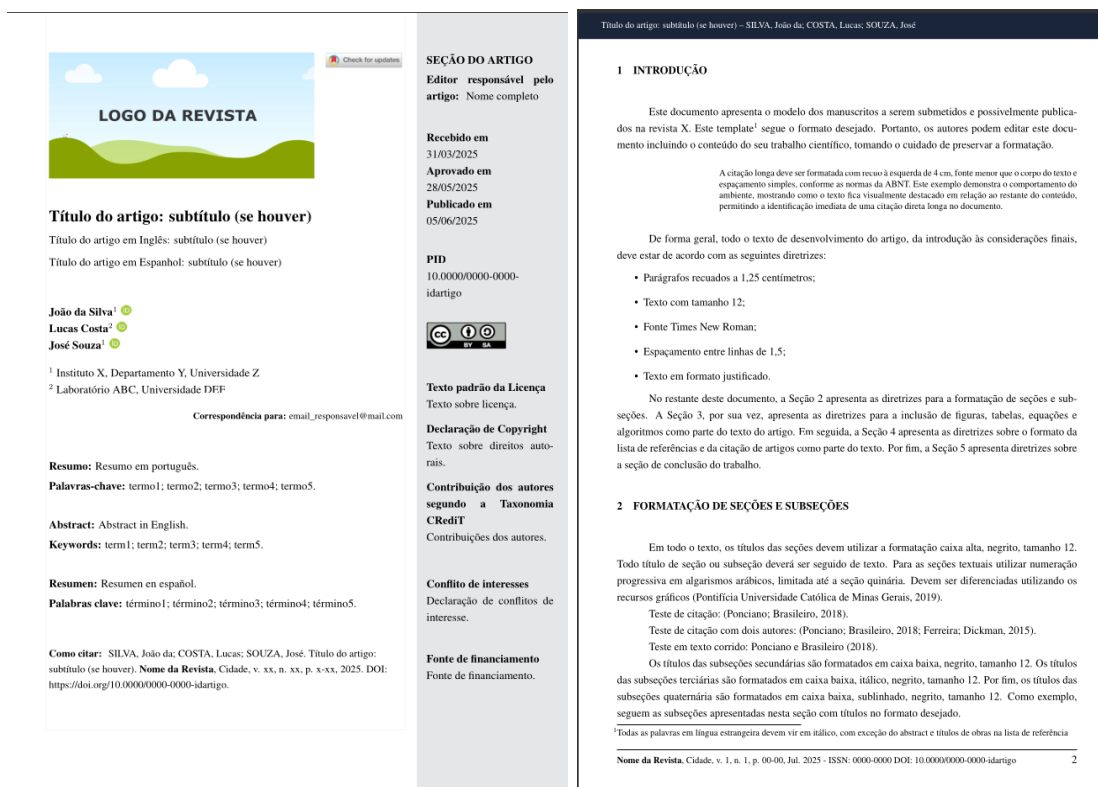 LOGO DA REVISTA
Check for updates
Título do artigo: subtítulo (se houver)
Título do artigo em Inglês: subtítulo (se houver)
Título do artigo em Espanhol: subtítulo (se houver)
João da Silva¹
Lucas Costa²
José Souza¹
¹ Instituto X, Departamento Y, Universidade Z
² Laboratório ABC, Universidade DEF
Correspondência para: email_responsavel@mail.com
Resumo: Resumo em português.
Palavras-chave: termo1; termo2; termo3; termo4; termo5.
Abstract: Abstract in English.
Keywords: term1; term2; term3; term4; term5.
Resumen: Resumen en español.
Palabras clave: término1; término2; término3; término4; término5.
Como citar: SILVA, João da; COSTA, Lucas; SOUZA, José. Título do artigo:
subtítulo (se houver). Nome da Revista, Cidade, v. xx, n. xx, p. x-xx, 2025. DOI:
https://doi.org/10.0000/0000-0000-idartigo.
SEÇÃO DO ARTIGO
Editor responsável pelo
artigo: Nome completo
Recebido em
31/03/2025
Aprovado em
28/05/2025
Publicado em
05/06/2025
PID
10.0000/0000-0000-
idartigo
cc
BY SA
Texto padrão da Licença
Texto sobre licença.
Declaração de Copyright
Texto sobre direitos auto-
rais.
Contribuição dos autores
segundo a Taxonomia
CRediT
Contribuições dos autores.
Conflito de interesses
Declaração de conflitos de
interesse.
Fonte de financiamento
Fonte de financiamento.
Título do artigo: subtítulo (se houver) – SILVA, João da; COSTA, Lucas; SOUZA, José
1 INTRODUÇÃO
Este documento apresenta o modelo dos manuscritos a serem submetidos e possivelmente publica-
dos na revista X. Este template¹ segue o formato desejado. Portanto, os autores podem editar este docu-
mento incluindo o conteúdo do seu trabalho científico, tomando o cuidado de preservar a formatação.
A citação longa deve ser formatada com recuo à esquerda de 4 cm, fonte menor que o corpo do texto e
espaçamento simples, conforme as normas da ABNT. Este exemplo demonstra o comportamento do
ambiente, mostrando como o texto fica visualmente destacado em relação ao restante do conteúdo,
permitindo a identificação imediata de uma citação direta longa no documento.
De forma geral, todo o texto de desenvolvimento do artigo, da introdução às considerações finais,
deve estar de acordo com as seguintes diretrizes:
• Parágrafos recuados a 1,25 centímetros;
• Texto com tamanho 12;
• Fonte Times New Roman;
• Espaçamento entre linhas de 1,5;
• Texto em formato justificado.
No restante deste documento, a Seção 2 apresenta as diretrizes para a formatação de seções e sub-
seções. A Seção 3, por sua vez, apresenta as diretrizes para a inclusão de figuras, tabelas, equações e
algoritmos como parte do texto do artigo. Em seguida, a Seção 4 apresenta as diretrizes sobre o formato da
lista de referências e da citação de artigos como parte do texto. Por fim, a Seção 5 apresenta diretrizes sobre
a seção de conclusão do trabalho.
2 FORMATAÇÃO DE SEÇÕES E SUBSEÇÕES
Em todo o texto, os títulos das seções devem utilizar a formatação caixa alta, negrito, tamanho 12.
Todo título de seção ou subseção deverá ser seguido de texto. Para as seções textuais utilizar numeração
progressiva em algarismos arábicos, limitada até a seção quinária. Devem ser diferenciadas utilizando os
recursos gráficos (Pontifícia Universidade Católica de Minas Gerais, 2019).
Teste de citação: (Ponciano; Brasileiro, 2018).
Teste de citação com dois autores: (Ponciano; Brasileiro, 2018; Ferreira; Dickman, 2015).
Teste em texto corrido: Ponciano e Brasileiro (2018).
Os títulos das subseções secundárias são formatados em caixa baixa, negrito, tamanho 12. Os títulos
das subseções terciárias são formatados em caixa baixa, itálico, negrito, tamanho 12. Por fim, os títulos das
subseções quaternária são formatados em caixa baixa, sublinhado, negrito, tamanho 12. Como exemplo,
seguem as subseções apresentadas nesta seção com títulos no formato desejado.
¹Todas as palavras em língua estrangeira devem vir em itálico, com exceção do abstract e títulos de obras na lista de referência
Nome da Revista, Cidade, v. 1, n. 1, p. 00-00, Jul. 2025 - ISSN: 0000-0000 DOI: 10.0000/0000-0000-idartigo 2